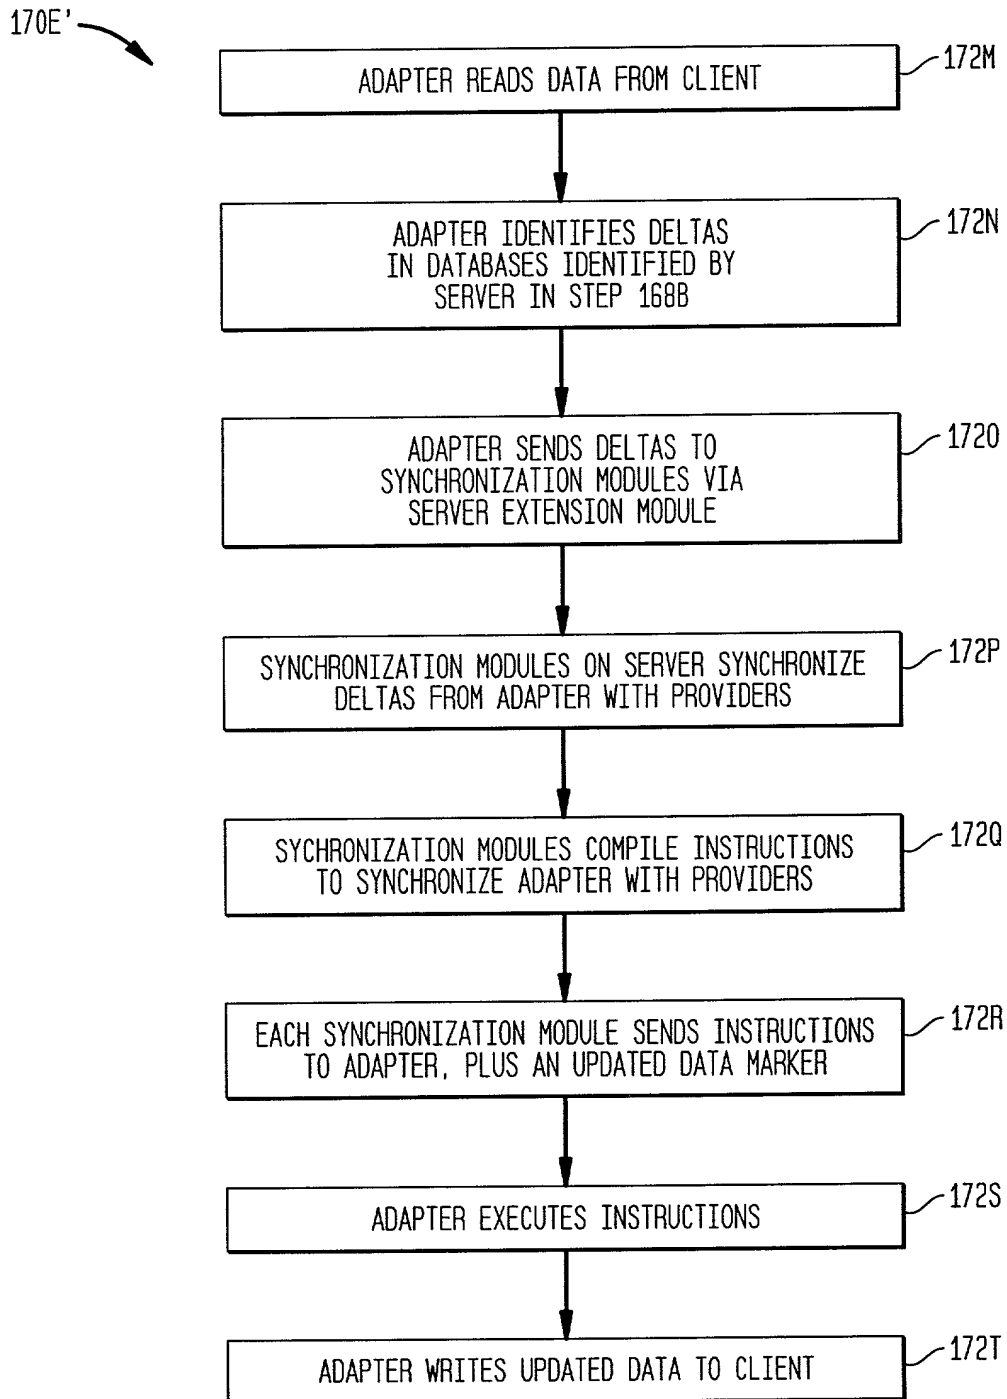 170E'
ADAPTER READS DATA FROM CLIENT
172M
ADAPTER IDENTIFIES DELTAS
IN DATABASES IDENTIFIED BY
SERVER IN STEP 168B
172N
ADAPTER SENDS DELTAS TO
SYNCHRONIZATION MODULES VIA
SERVER EXTENSION MODULE
172O
SYNCHRONIZATION MODULES ON SERVER SYNCHRONIZE
DELTAS FROM ADAPTER WITH PROVIDERS
172P
SYCHRONIZATION MODULES COMPILE INSTRUCTIONS
TO SYNCHRONIZE ADAPTER WITH PROVIDERS
172Q
EACH SYNCHRONIZATION MODULE SENDS INSTRUCTIONS
TO ADAPTER, PLUS AN UPDATED DATA MARKER
172R
ADAPTER EXECUTES INSTRUCTIONS
172S
ADAPTER WRITES UPDATED DATA TO CLIENT
172T